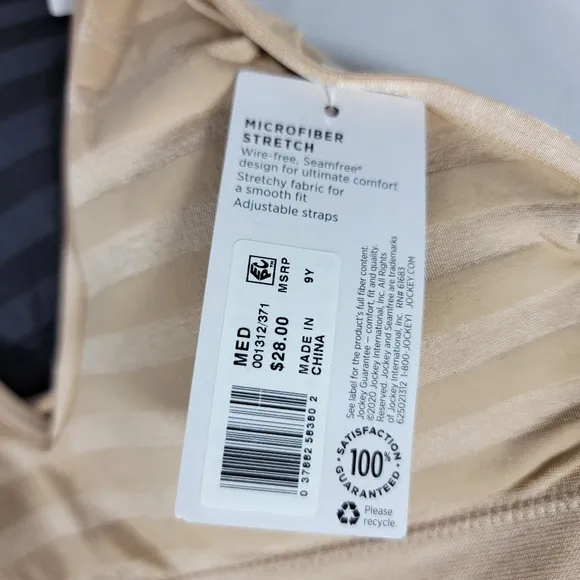 MICROFIBER
STRETCH
Wire-free, Seamfree®
design for ultimate comfort
Stretchy fabric for
a smooth fit
Adjustable straps
MED
001312/371
$28.00
MSRP
MADE IN
CHINA
9Y
0 37882 58380 2
See label for the product's full fiber content.
Jockey Guarantee – comfort, fit and quality.
©2020 Jockey International, Inc. All Rights
Reserved. Jockey and Seamfree are trademarks
of Jockey International, Inc. RN# 61683
625021312 1-800-JOCKEY1 JOCKEY.COM
SATISFACTION
100%
GUARANTEED
Please
recycle.